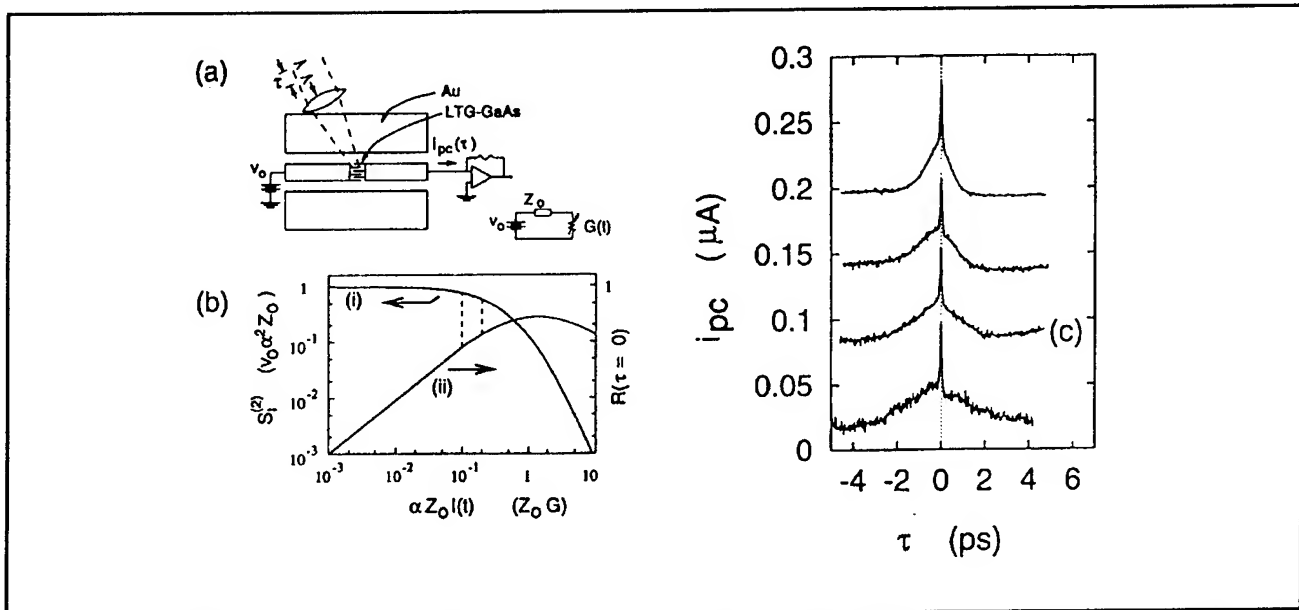 (a)
τ
Au
LTG-GaAs
i_pc(τ)
v_o
Z_o
v_o
G(t)
(b)
S_i^(2) (v_o α² Z_o)
1
10^-1
10^-2
10^-3
(i)
(ii)
1
R(τ = 0)
10^-3 10^-2 10^-1 1 10
α Z_o I(t) (Z_o G)
i_pc (μA)
0.3
0.25
0.2
0.15
0.1
0.05
0
(c)
-4 -2 0 2 4 6
τ (ps)